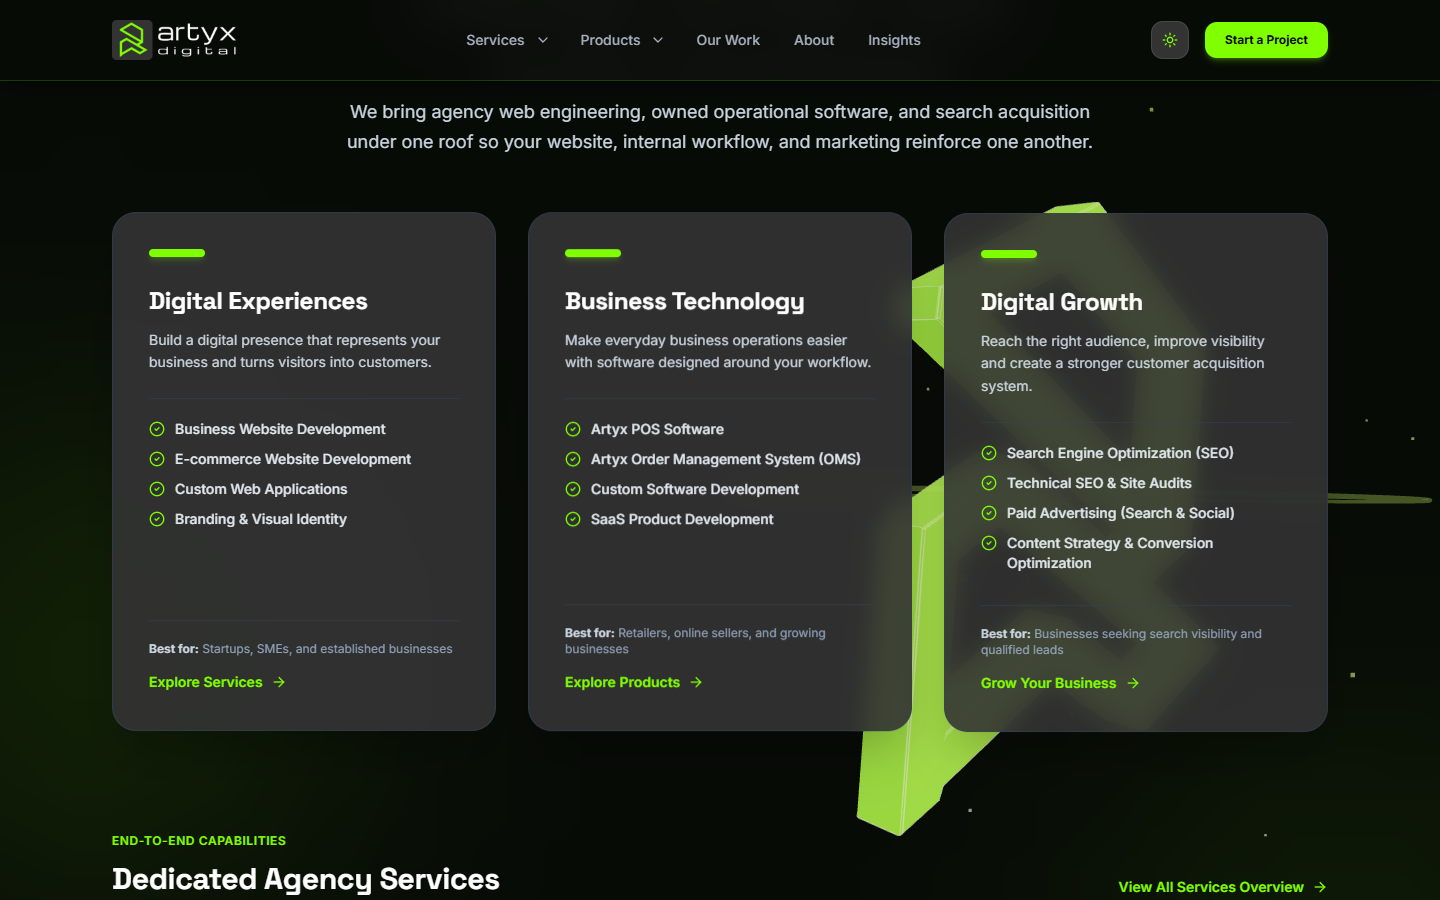 artyx
digital
Services
Products
Our Work
About
Insights
Start a Project
We bring agency web engineering, owned operational software, and search acquisition
under one roof so your website, internal workflow, and marketing reinforce one another.
Digital Experiences
Build a digital presence that represents your
business and turns visitors into customers.
Business Website Development
E-commerce Website Development
Custom Web Applications
Branding & Visual Identity
Best for: Startups, SMEs, and established businesses
Explore Services
Business Technology
Make everyday business operations easier
with software designed around your workflow.
Artyx POS Software
Artyx Order Management System (OMS)
Custom Software Development
SaaS Product Development
Best for: Retailers, online sellers, and growing
businesses
Explore Products
Digital Growth
Reach the right audience, improve visibility
and create a stronger customer acquisition
system.
Search Engine Optimization (SEO)
Technical SEO & Site Audits
Paid Advertising (Search & Social)
Content Strategy & Conversion
Optimization
Best for: Businesses seeking search visibility and
qualified leads
Grow Your Business
END-TO-END CAPABILITIES
Dedicated Agency Services
View All Services Overview